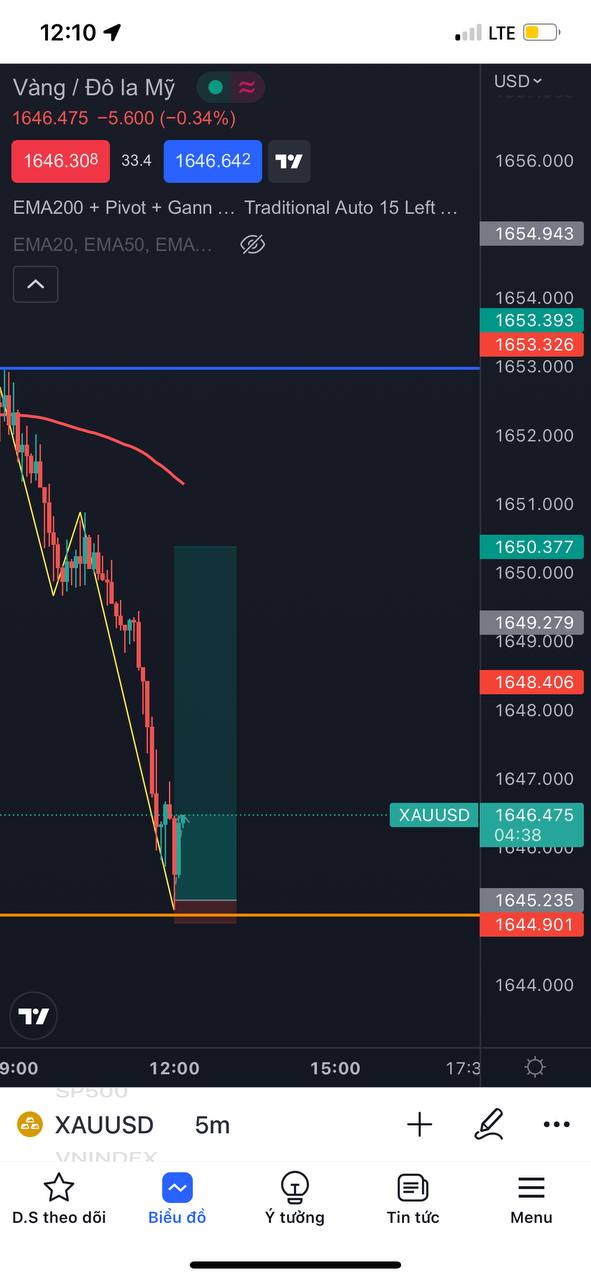 12:10
LTE
Vàng / Đô la Mỹ
USD
1646.475 −5.600 (−0.34%)
1646.308
33.4
1646.642
EMA200 + Pivot + Gann ... Traditional Auto 15 Left ...
EMA20, EMA50, EMA...
1656.000
1654.943
1654.000
1653.393
1653.326
1653.000
1652.000
1651.000
1650.377
1650.000
1649.279
1649.000
1648.406
1648.000
1647.000
XAUUSD 1646.475
04:38
1646.000
1645.235
1644.901
1644.000
9:00 12:00 15:00 17:3
SP500
XAUUSD 5m
VNINDEX
D.S theo dõi Biểu đồ Ý tưởng Tin tức Menu